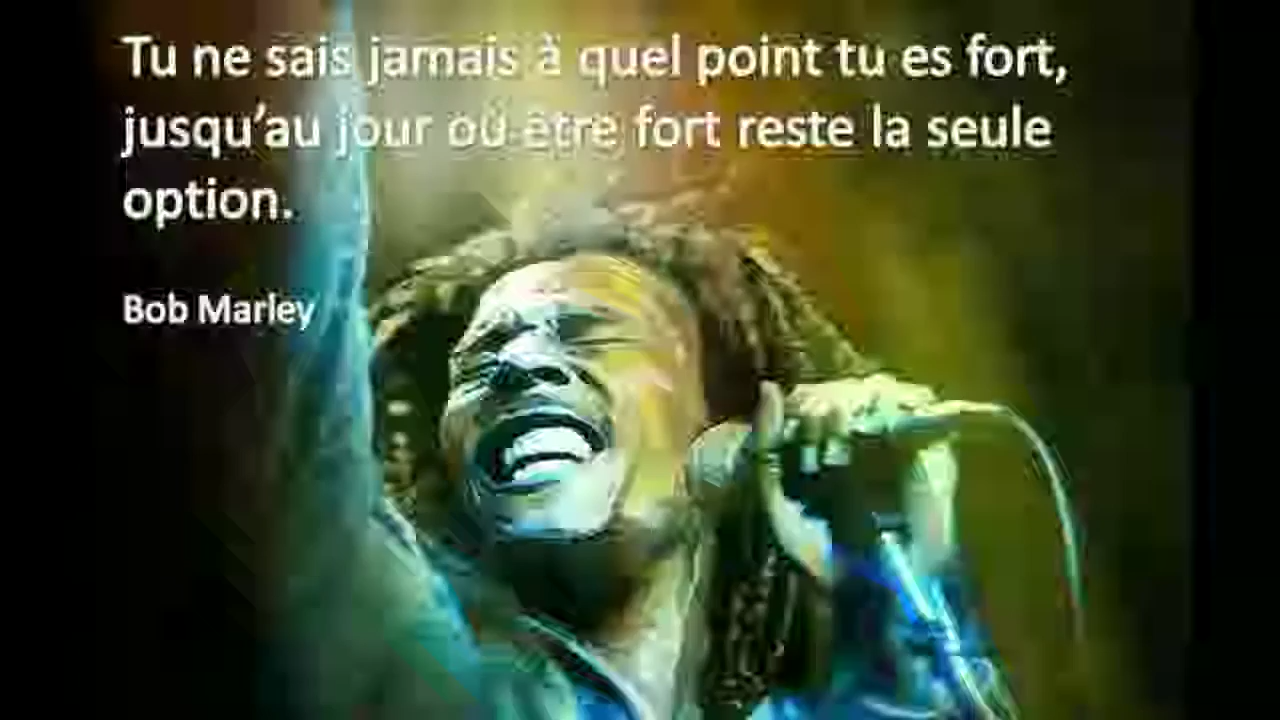 Tu ne sais jamais à quel point tu es fort,
jusqu’au jour où être fort reste la seule
option.
Bob Marley